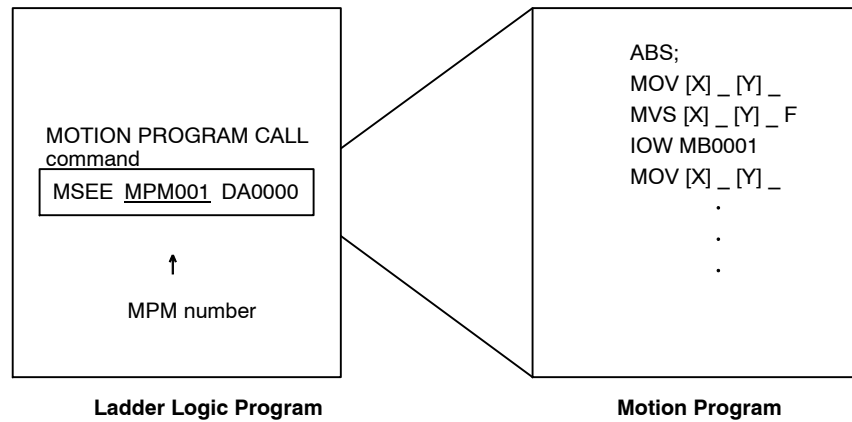 MOTION PROGRAM CALL
command
MSEE MPM001 DA0000
MPM number
Ladder Logic Program
ABS;
MOV [X] _ [Y] _
MVS [X] _ [Y] _ F
IOW MB0001
MOV [X] _ [Y] _
.
.
.
Motion Program